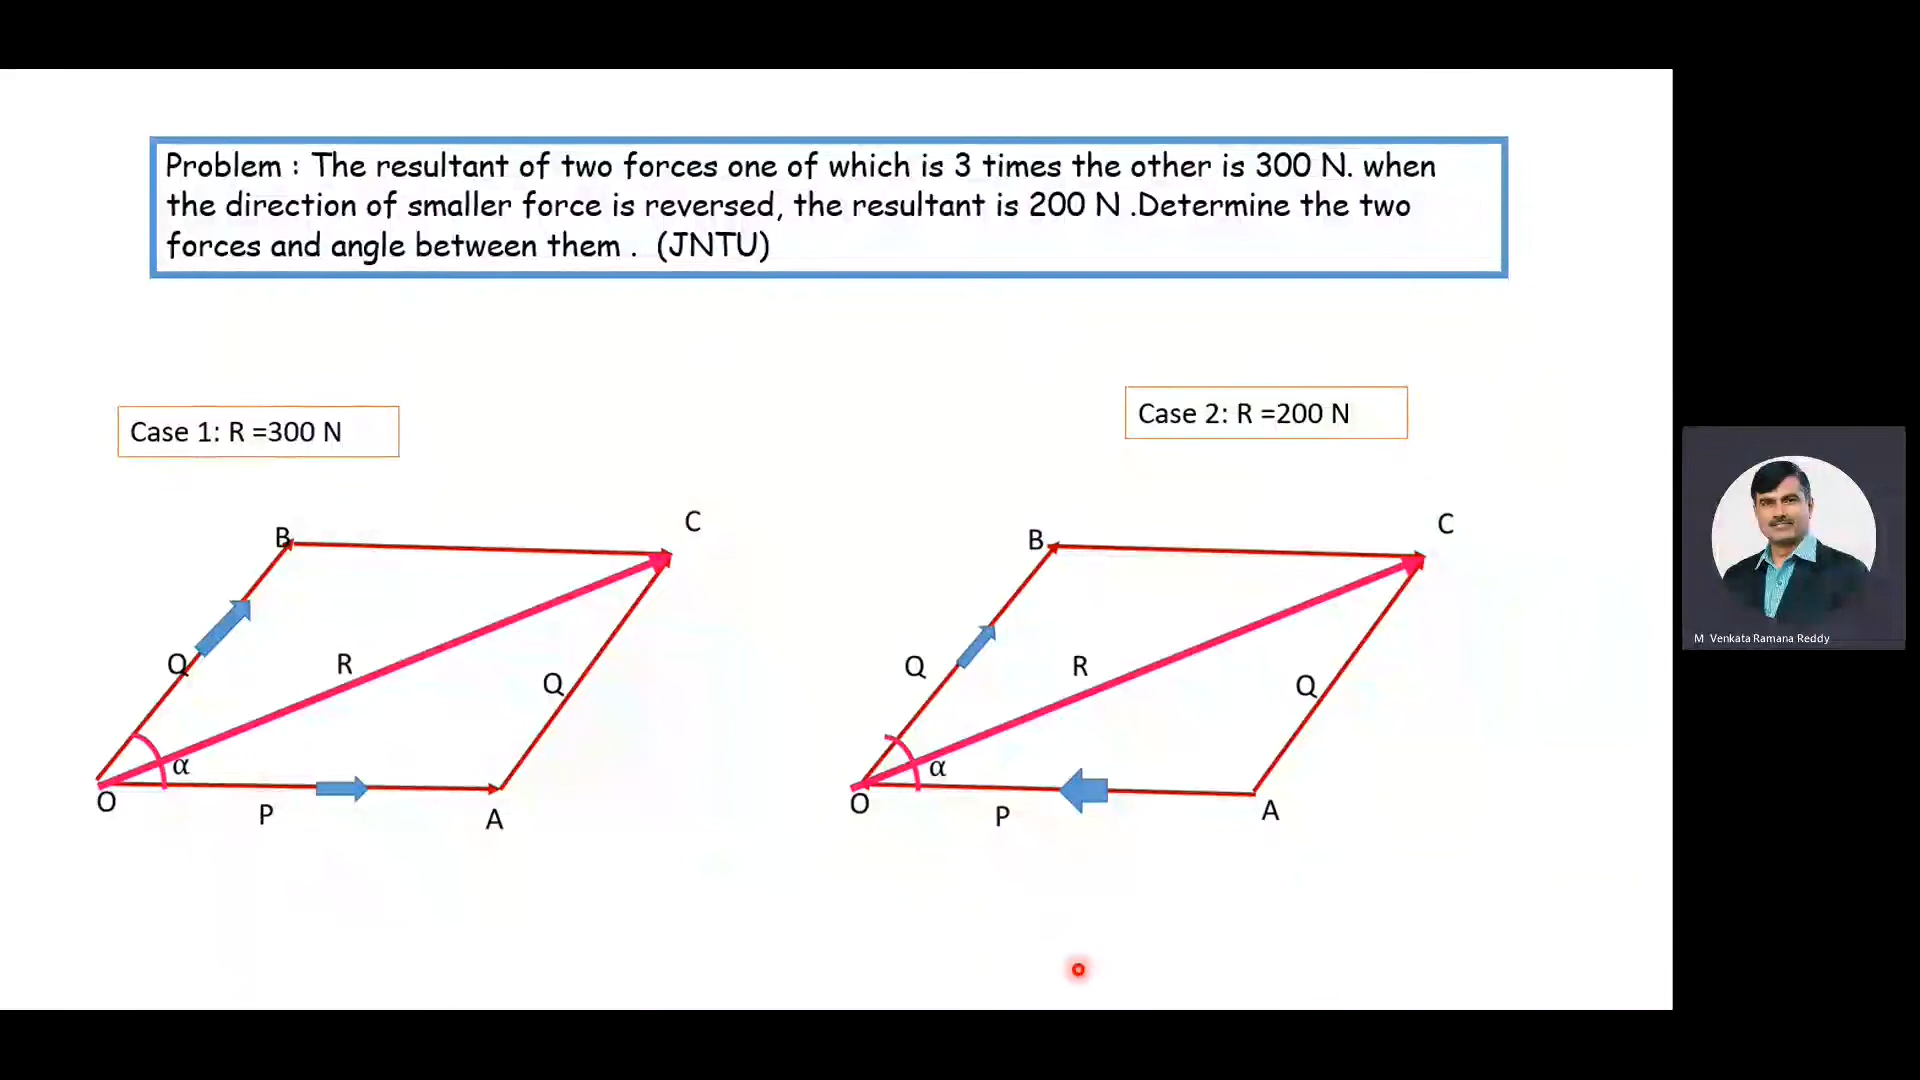 Problem : The resultant of two forces one of which is 3 times the other is 300 N. when
the direction of smaller force is reversed, the resultant is 200 N .Determine the two
forces and angle between them . (JNTU)
Case 1: R =300 N
Case 2: R =200 N
B
C
Q
R
Q
α
O
P
A
B
C
Q
R
Q
α
O
P
A
M Venkata Ramana Reddy